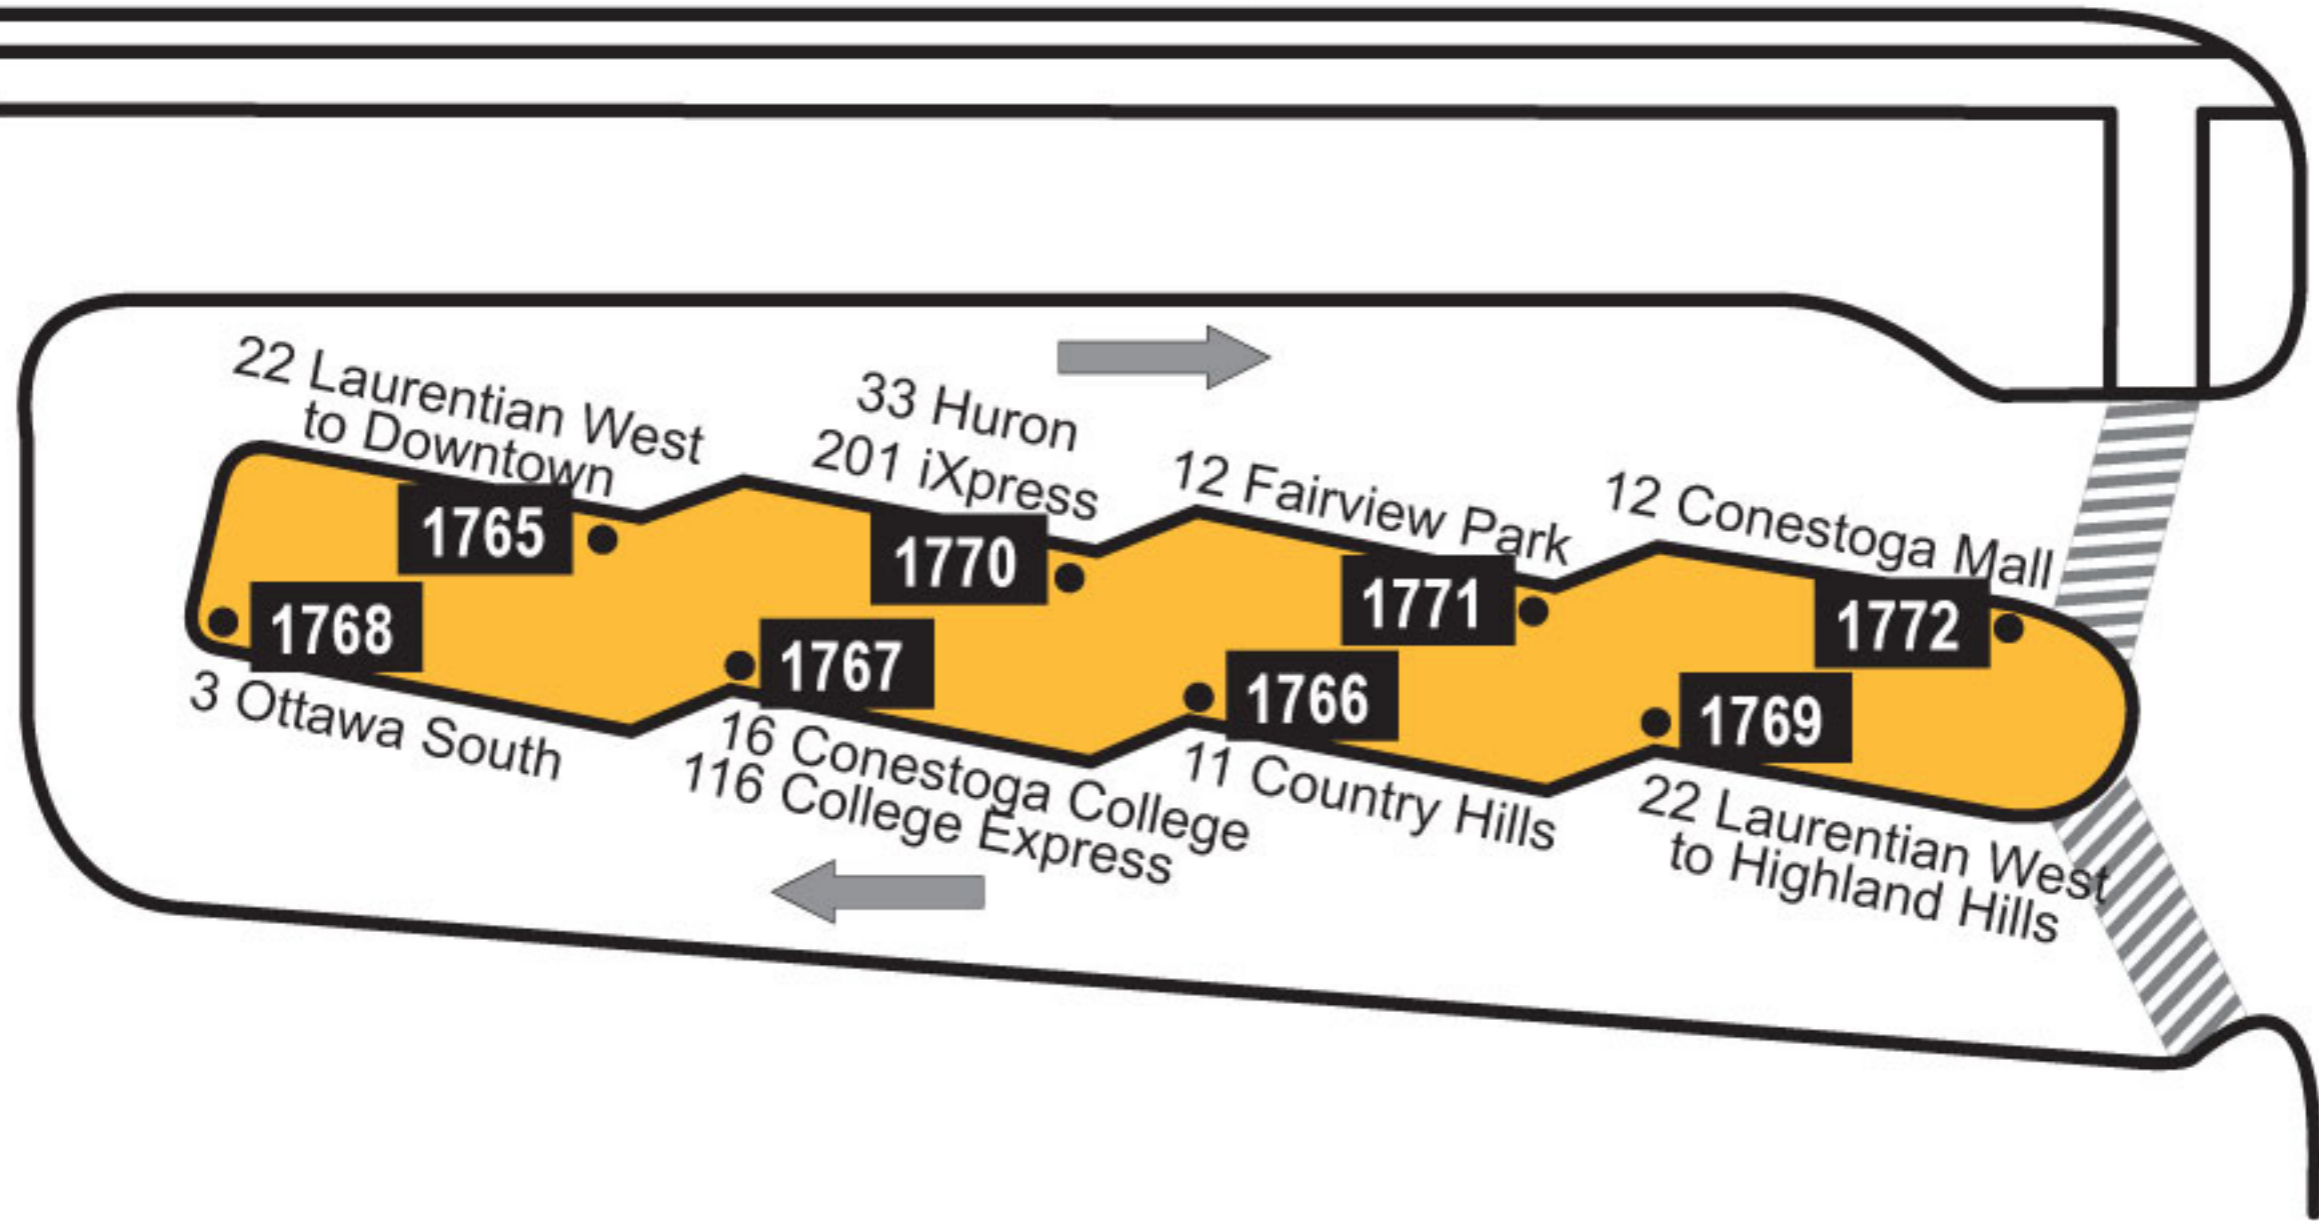 22 Laurentian West
to Downtown
33 Huron
201 iXpress
12 Fairview Park
12 Conestoga Mall
1765
1770
1771
1772
1768
1767
1766
1769
3 Ottawa South
16 Conestoga College
116 College Express
11 Country Hills
22 Laurentian West
to Highland Hills